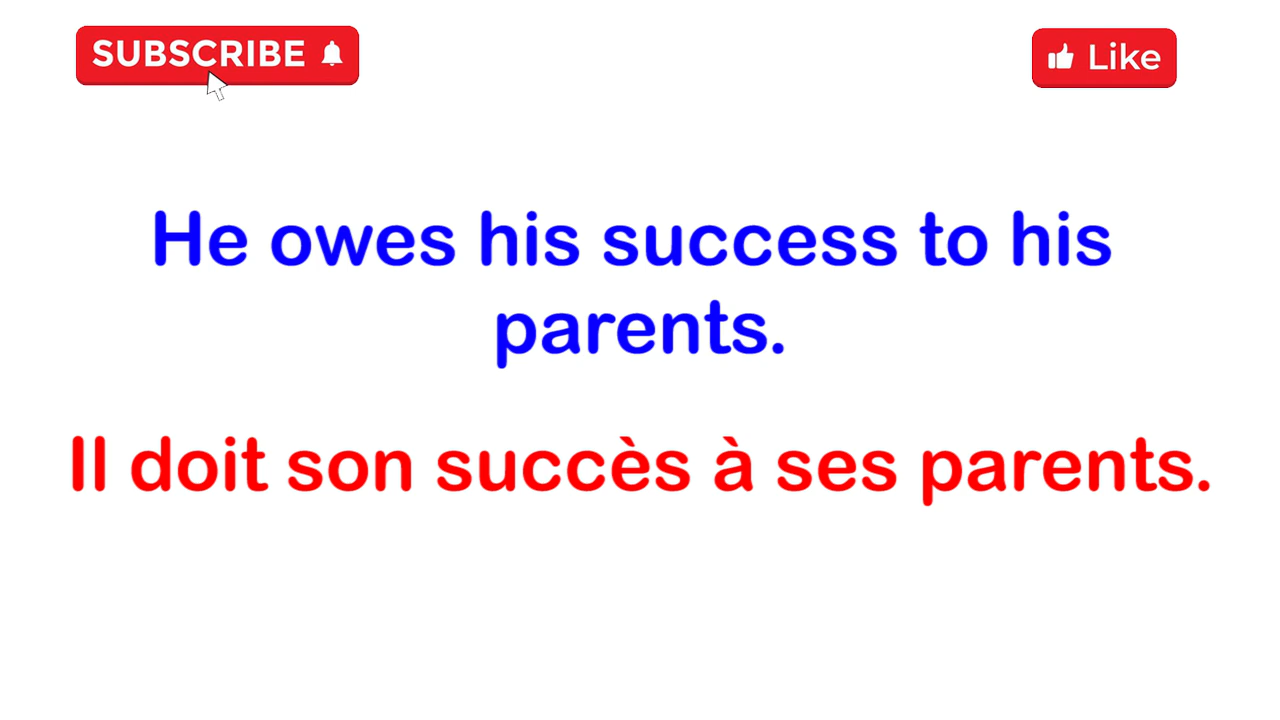 SUBSCRIBE
Like
He owes his success to his
parents.
Il doit son succès à ses parents.